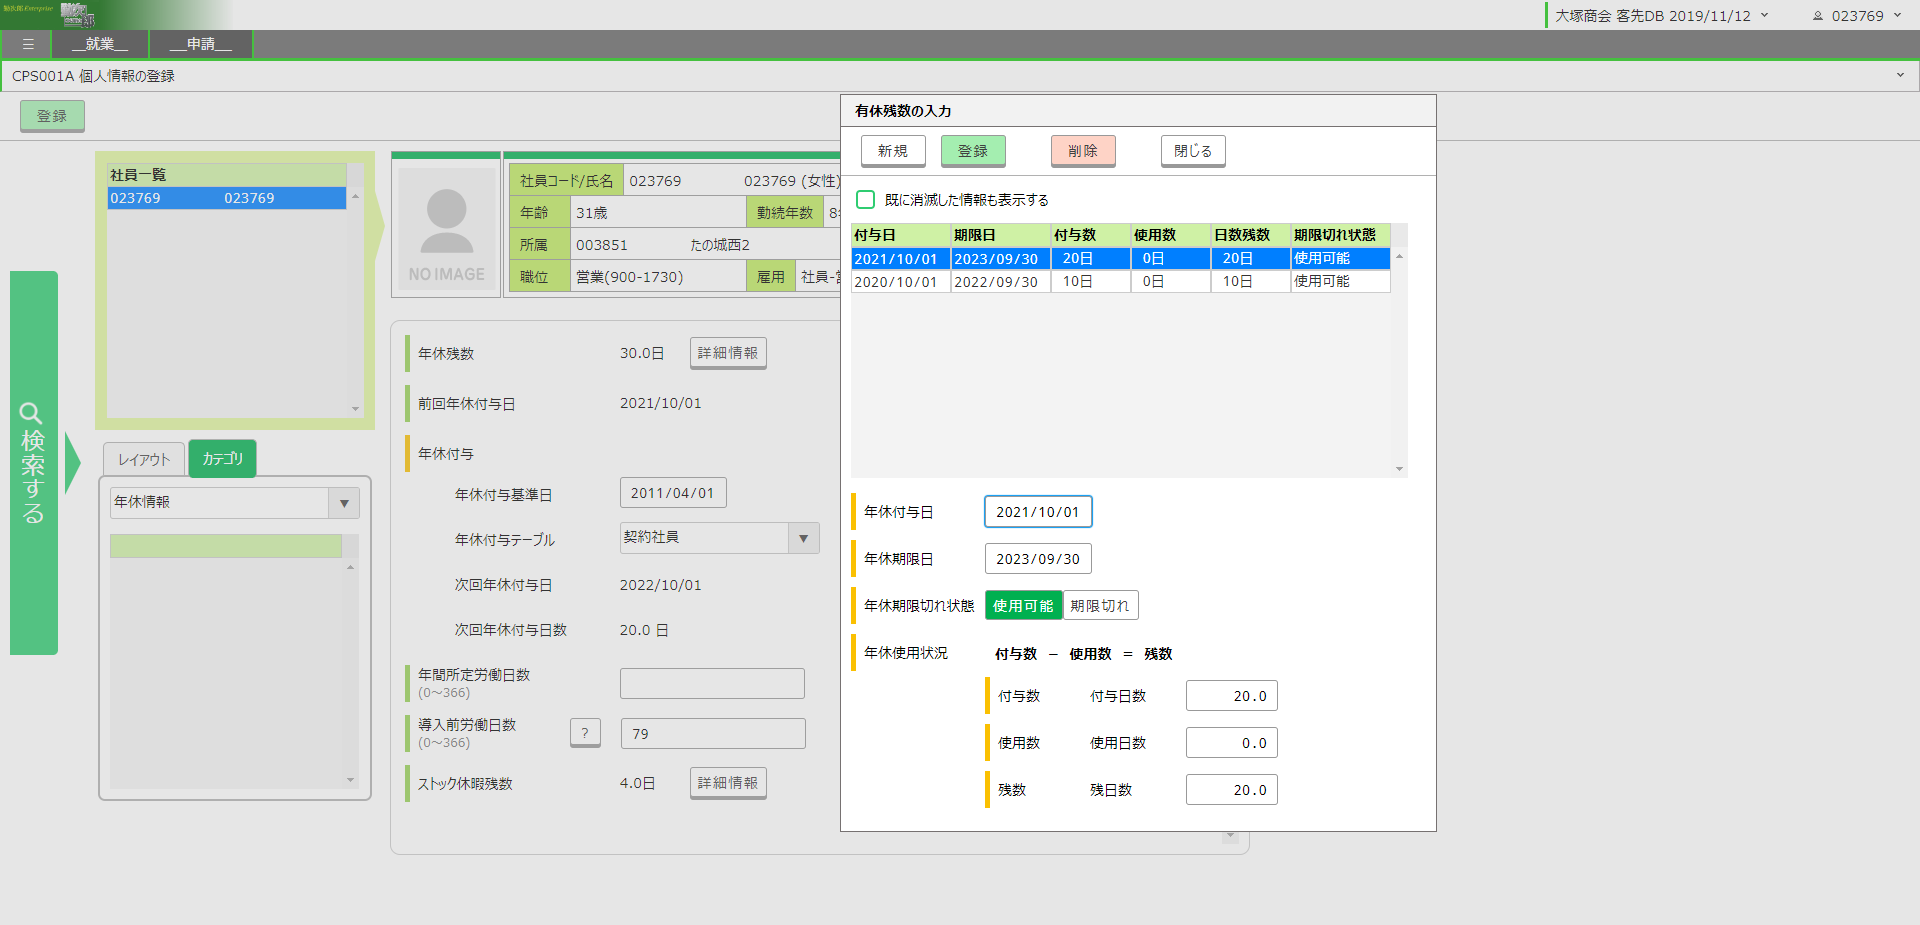 勤次郎 Enterprise
大塚商会 客先DB 2019/11/12
023769
__就業__
__申請__
CPS001A 個人情報の登録
登録
検索する
社員一覧
023769 023769
レイアウト
カテゴリ
年休情報
NO IMAGE
社員コード/氏名 023769 023769 (女性)
年齢 31歳 勤続年数
所属 003851 たの城西2
職位 営業(900-1730) 雇用 社員-
年休残数 30.0日 詳細情報
前回年休付与日 2021/10/01
年休付与
年休付与基準日 2011/04/01
年休付与テーブル 契約社員
次回年休付与日 2022/10/01
次回年休付与日数 20.0 日
年間所定労働日数
(0～366)
導入前労働日数 ? 79
(0～366)
ストック休暇残数 4.0日 詳細情報
有休残数の入力
新規 登録 削除 閉じる
既に消滅した情報も表示する
付与日 期限日 付与数 使用数 日数残数 期限切れ状態
2021/10/01 2023/09/30 20日 0日 20日 使用可能
2020/10/01 2022/09/30 10日 0日 10日 使用可能
年休付与日 2021/10/01
年休期限日 2023/09/30
年休期限切れ状態 使用可能 期限切れ
年休使用状況 付与数 － 使用数 ＝ 残数
付与数 付与日数 20.0
使用数 使用日数 0.0
残数 残日数 20.0